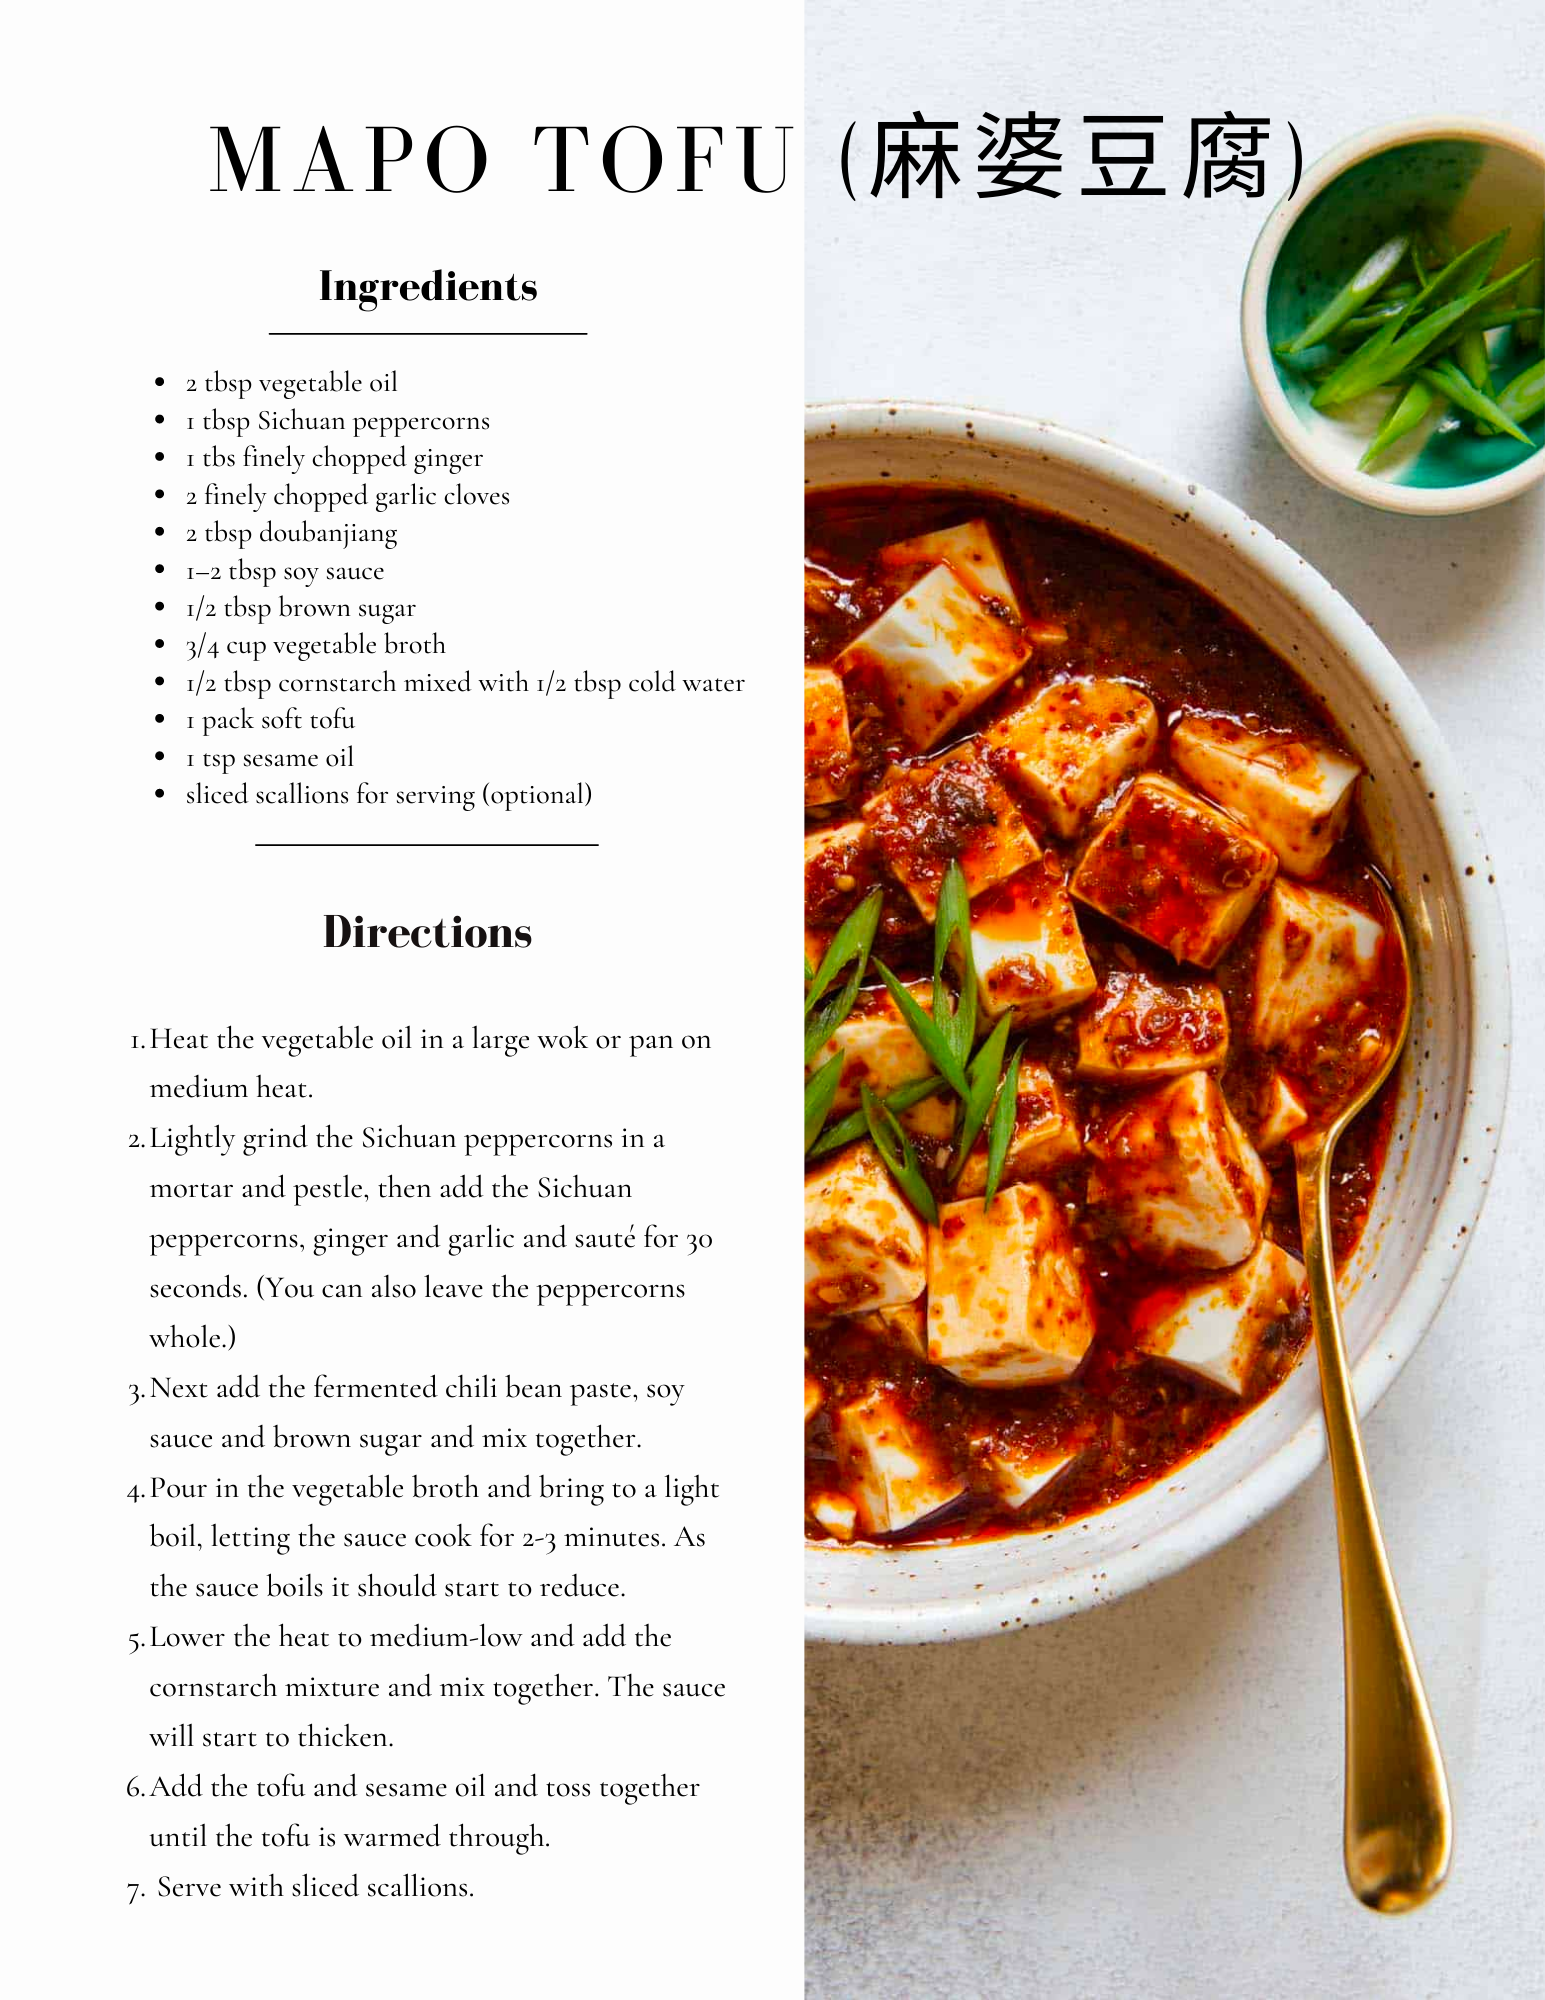 MAPO TOFU (麻婆豆腐)
Ingredients
• 2 tbsp vegetable oil
• 1 tbsp Sichuan peppercorns
• 1 tbs finely chopped ginger
• 2 finely chopped garlic cloves
• 2 tbsp doubanjiang
• 1–2 tbsp soy sauce
• 1/2 tbsp brown sugar
• 3/4 cup vegetable broth
• 1/2 tbsp cornstarch mixed with 1/2 tbsp cold water
• 1 pack soft tofu
• 1 tsp sesame oil
• sliced scallions for serving (optional)
Directions
1. Heat the vegetable oil in a large wok or pan on
medium heat.
2. Lightly grind the Sichuan peppercorns in a
mortar and pestle, then add the Sichuan
peppercorns, ginger and garlic and sauté for 30
seconds. (You can also leave the peppercorns
whole.)
3. Next add the fermented chili bean paste, soy
sauce and brown sugar and mix together.
4. Pour in the vegetable broth and bring to a light
boil, letting the sauce cook for 2-3 minutes. As
the sauce boils it should start to reduce.
5. Lower the heat to medium-low and add the
cornstarch mixture and mix together. The sauce
will start to thicken.
6. Add the tofu and sesame oil and toss together
until the tofu is warmed through.
7. Serve with sliced scallions.